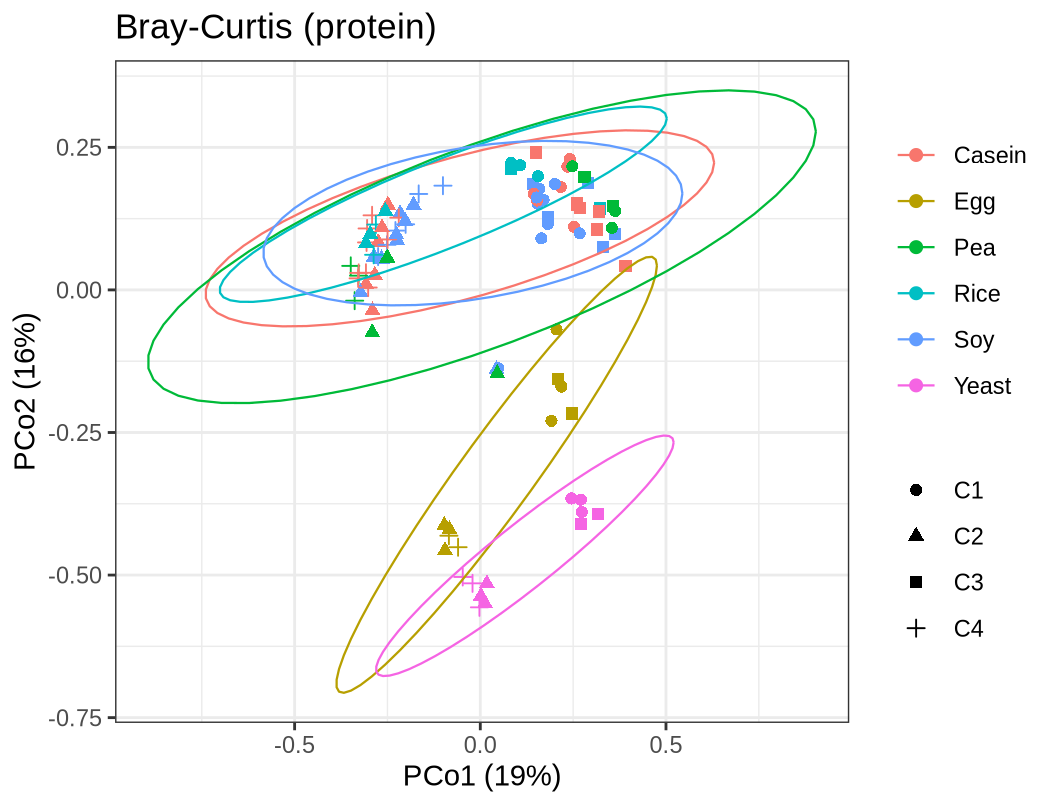 Bray-Curtis (protein)
0.25
0.00
-0.25
-0.50
-0.75
PCo2 (16%)
-0.5
0.0
0.5
PCo1 (19%)
Casein
Egg
Pea
Rice
Soy
Yeast
C1
C2
C3
C4